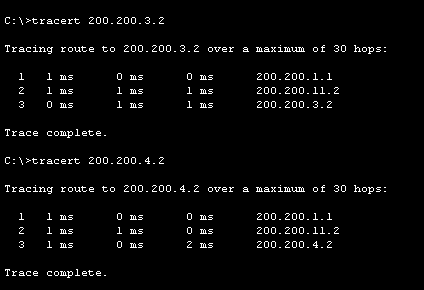 C:\>tracert 200.200.3.2
Tracing route to 200.200.3.2 over a maximum of 30 hops:
1 1 ms 0 ms 0 ms 200.200.1.1
2 1 ms 1 ms 1 ms 200.200.11.2
3 0 ms 1 ms 1 ms 200.200.3.2
Trace complete.
C:\>tracert 200.200.4.2
Tracing route to 200.200.4.2 over a maximum of 30 hops:
1 1 ms 0 ms 0 ms 200.200.1.1
2 1 ms 1 ms 0 ms 200.200.11.2
3 1 ms 0 ms 2 ms 200.200.4.2
Trace complete.